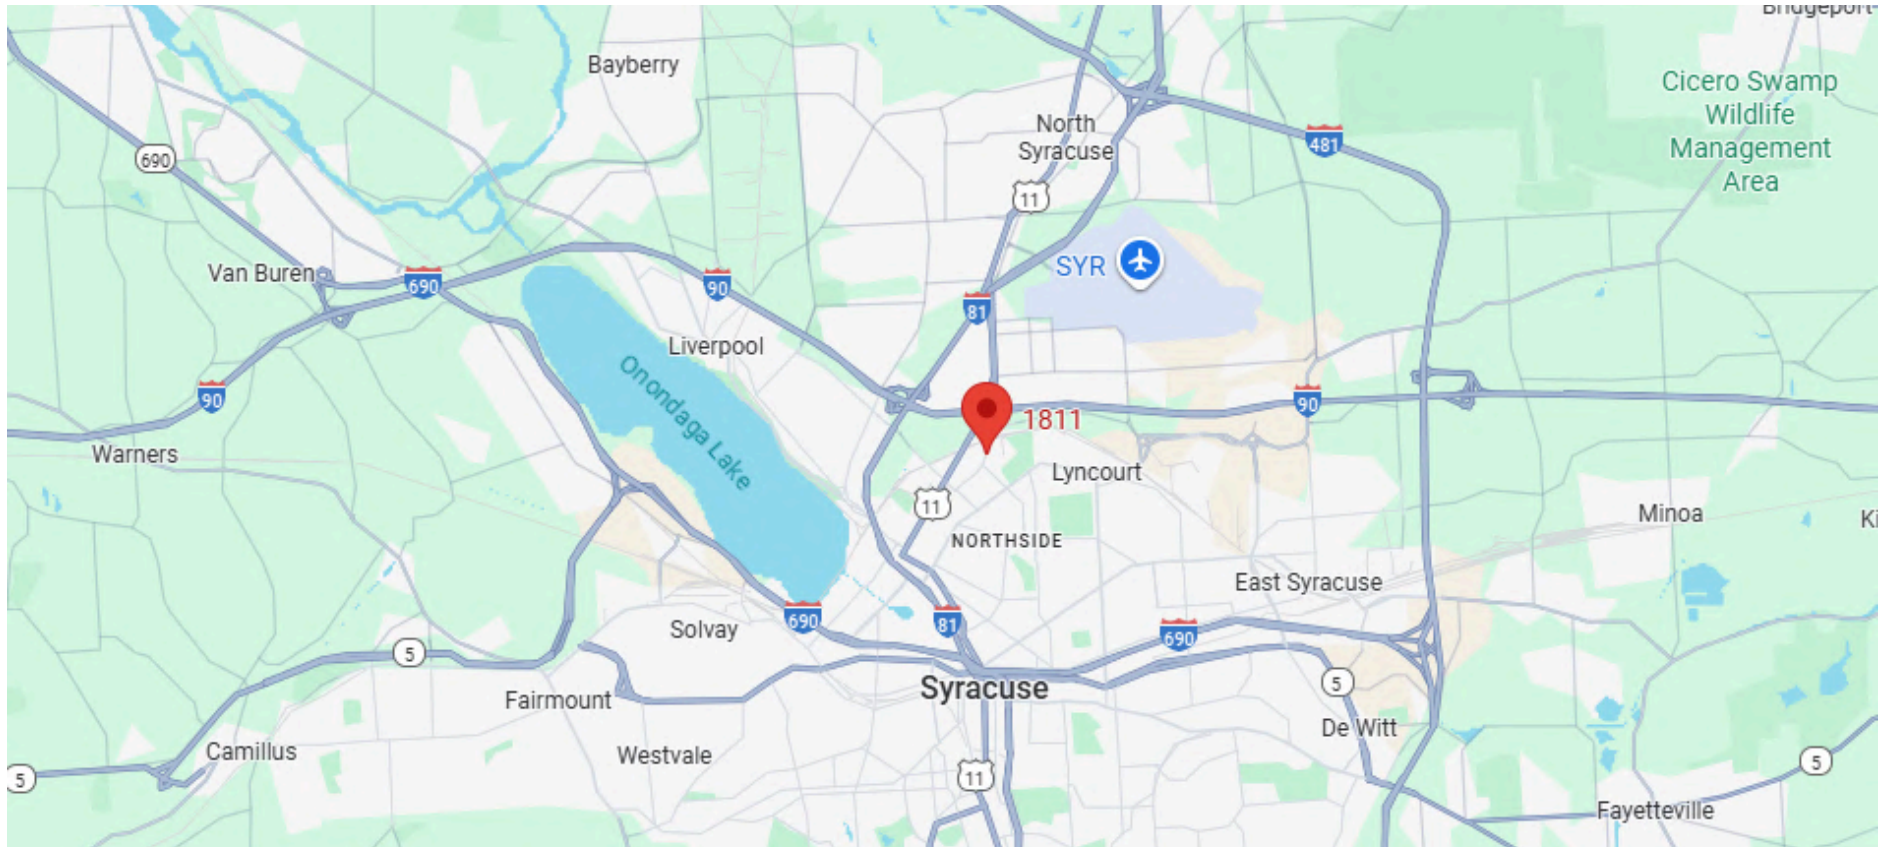 Bridgeport
Bayberry
Cicero Swamp
Wildlife
Management
Area
North
Syracuse
481
690
11
SYR
Van Buren
690
90
81
Liverpool
Onondaga Lake
90
90
1811
Warners
Lyncourt
11
Minoa
Ki
NORTHSIDE
East Syracuse
690
81
Solvay
690
5
Syracuse
5
Fairmount
De Witt
Camillus
Westvale
5
11
5
Fayetteville